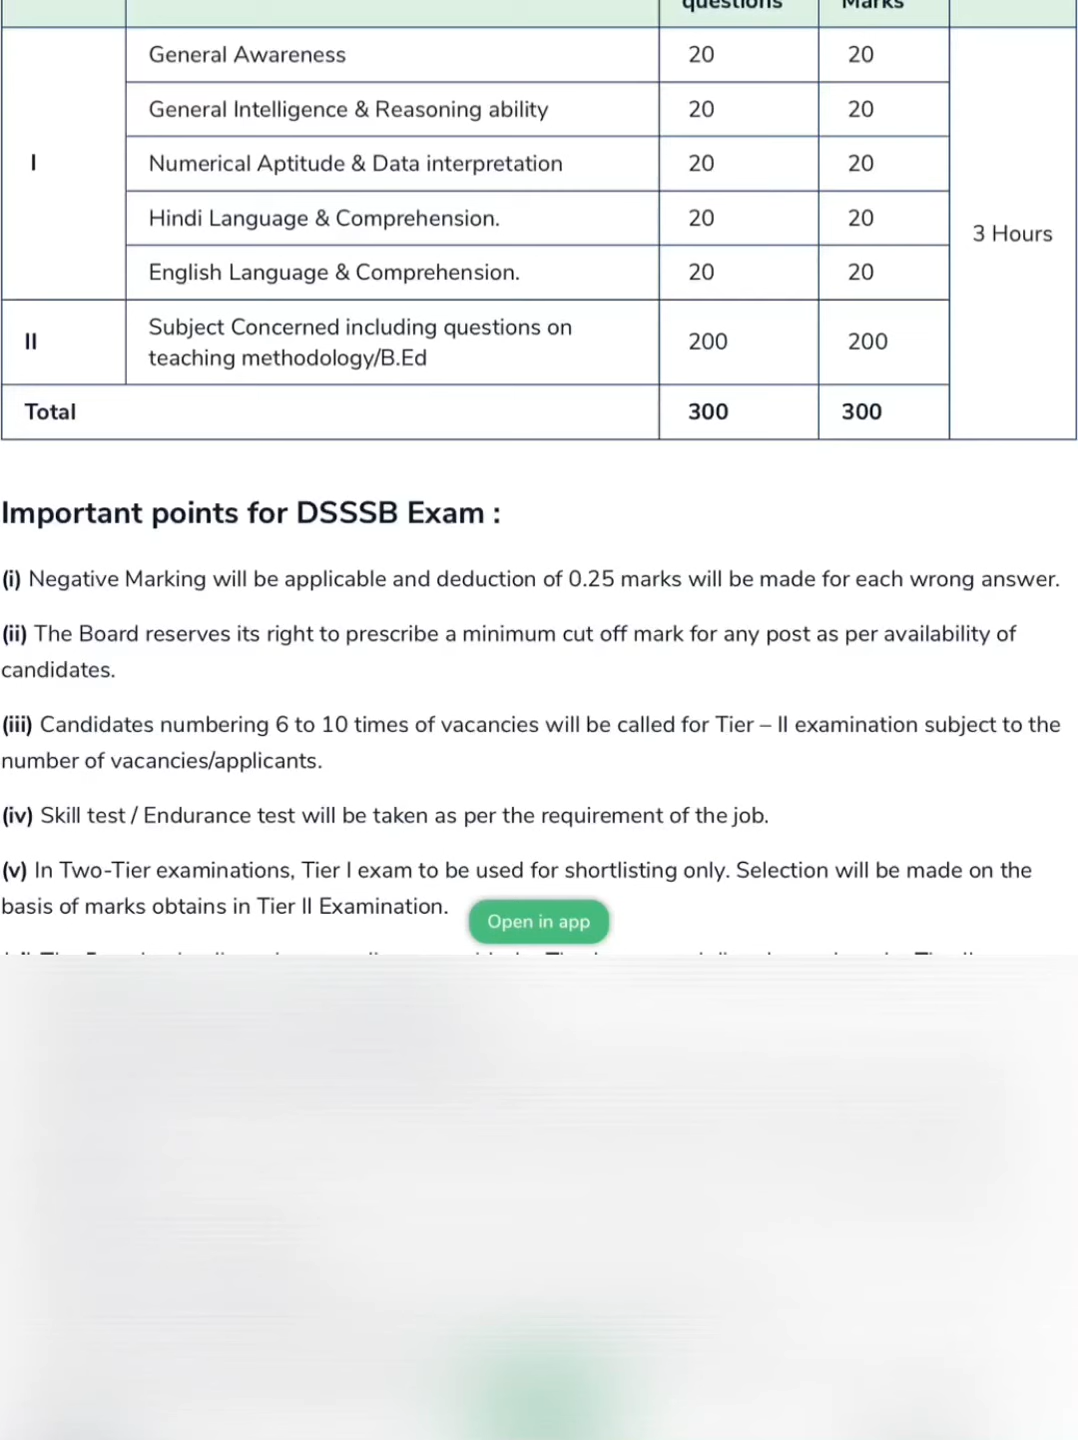 questions Marks
General Awareness 20 20
General Intelligence & Reasoning ability 20 20
I Numerical Aptitude & Data interpretation 20 20
Hindi Language & Comprehension. 20 20
3 Hours
English Language & Comprehension. 20 20
Subject Concerned including questions on
II 200 200
teaching methodology/B.Ed
Total 300 300
Important points for DSSSB Exam :
(i) Negative Marking will be applicable and deduction of 0.25 marks will be made for each wrong answer.
(ii) The Board reserves its right to prescribe a minimum cut off mark for any post as per availability of
candidates.
(iii) Candidates numbering 6 to 10 times of vacancies will be called for Tier – II examination subject to the
number of vacancies/applicants.
(iv) Skill test / Endurance test will be taken as per the requirement of the job.
(v) In Two-Tier examinations, Tier I exam to be used for shortlisting only. Selection will be made on the
basis of marks obtains in Tier II Examination.
Open in app